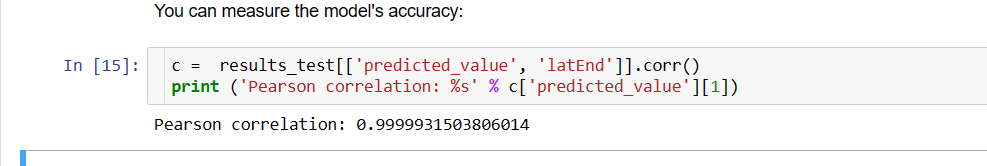 You can measure the model's accuracy:
In [15]: c =  results_test[['predicted_value', 'latEnd']].corr()
print ('Pearson correlation: %s' % c['predicted_value'][1])
Pearson correlation: 0.9999931503806014